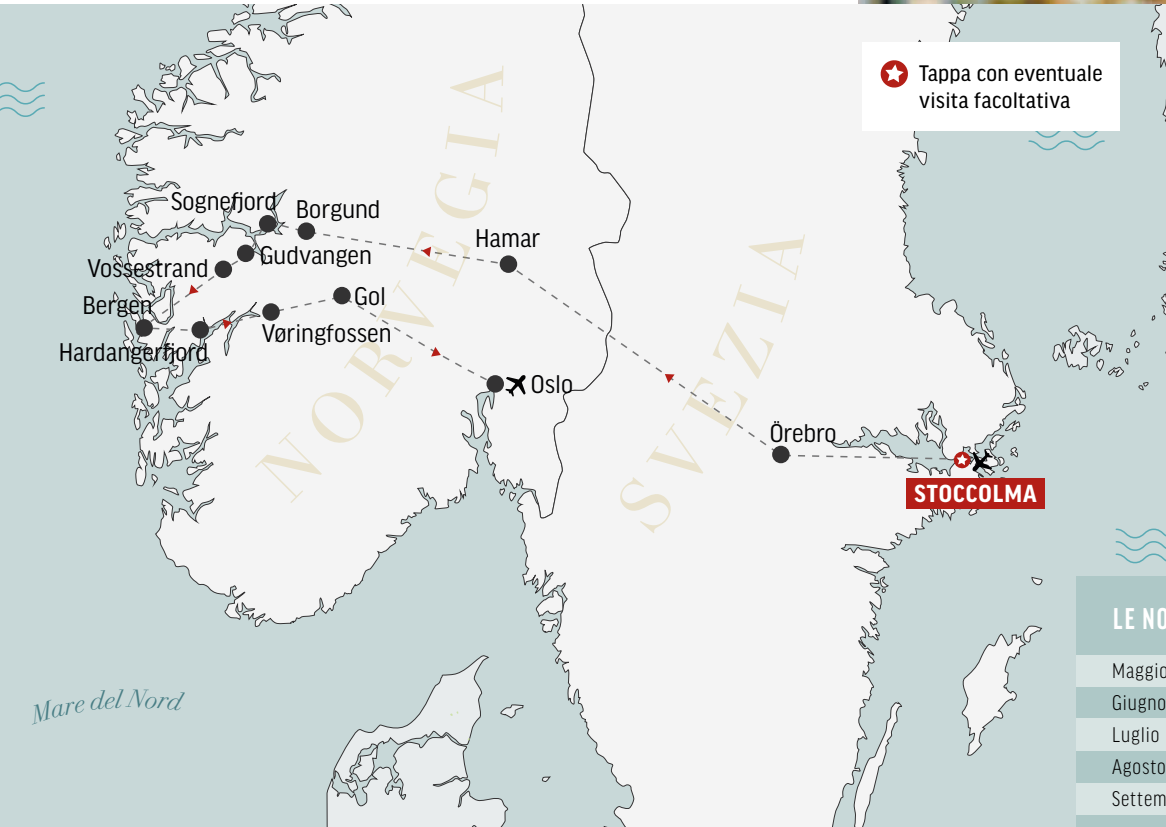 Tappa con eventuale
visita facoltativa
NORVEGIA
SVEZIA
Sognefjord
Borgund
Hamar
Gudvangen
Vossestrand
Bergen
Gol
Vøringfossen
Hardangerfjord
Oslo
Örebro
STOCCOLMA
Mare del Nord
LE NO
Maggio
Giugno
Luglio
Agosto
Settem